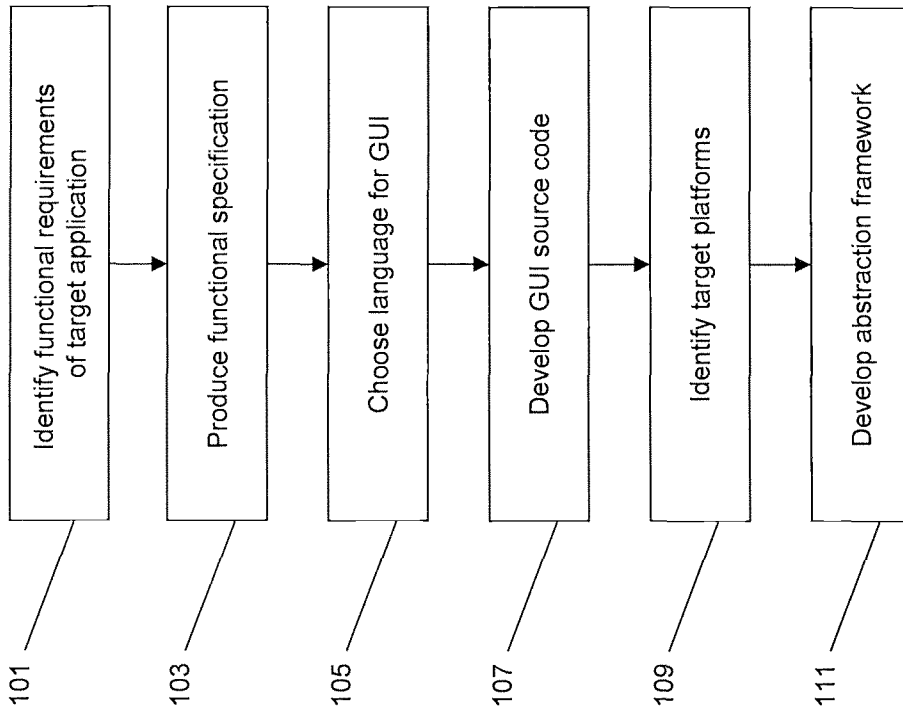 101
Identify functional requirements
of target application
103
Produce functional specification
105
Choose language for GUI
107
Develop GUI source code
109
Identify target platforms
111
Develop abstraction framework